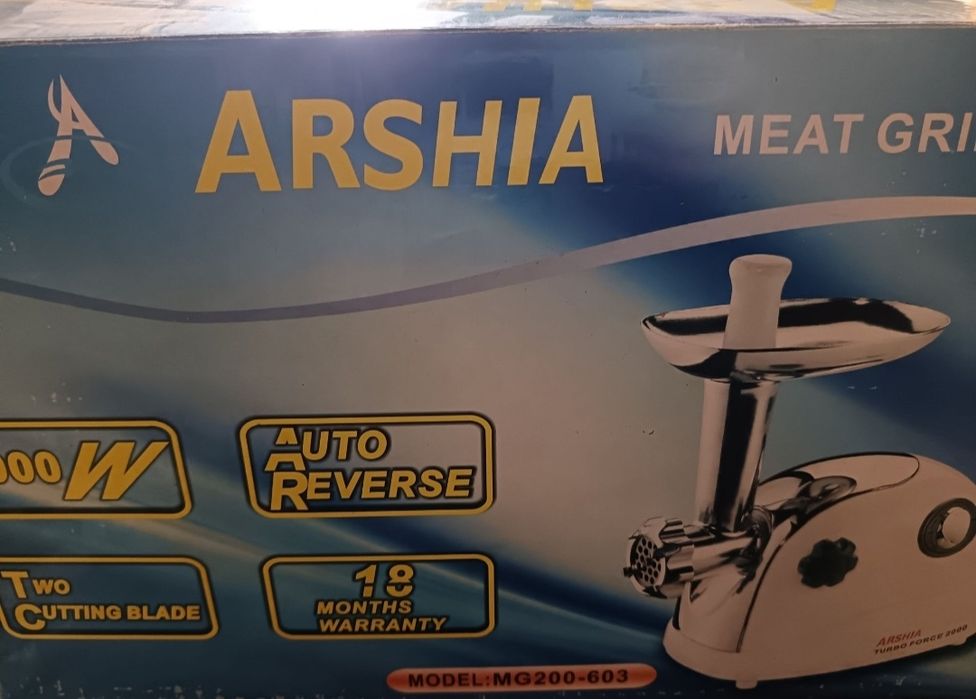 ARSHIA
MEAT GRI
000 W
AUTO
REVERSE
TWO
CUTTING BLADE
18
MONTHS
WARRANTY
ARSHIA
TURBO FORCE 2000
MODEL:MG200-603